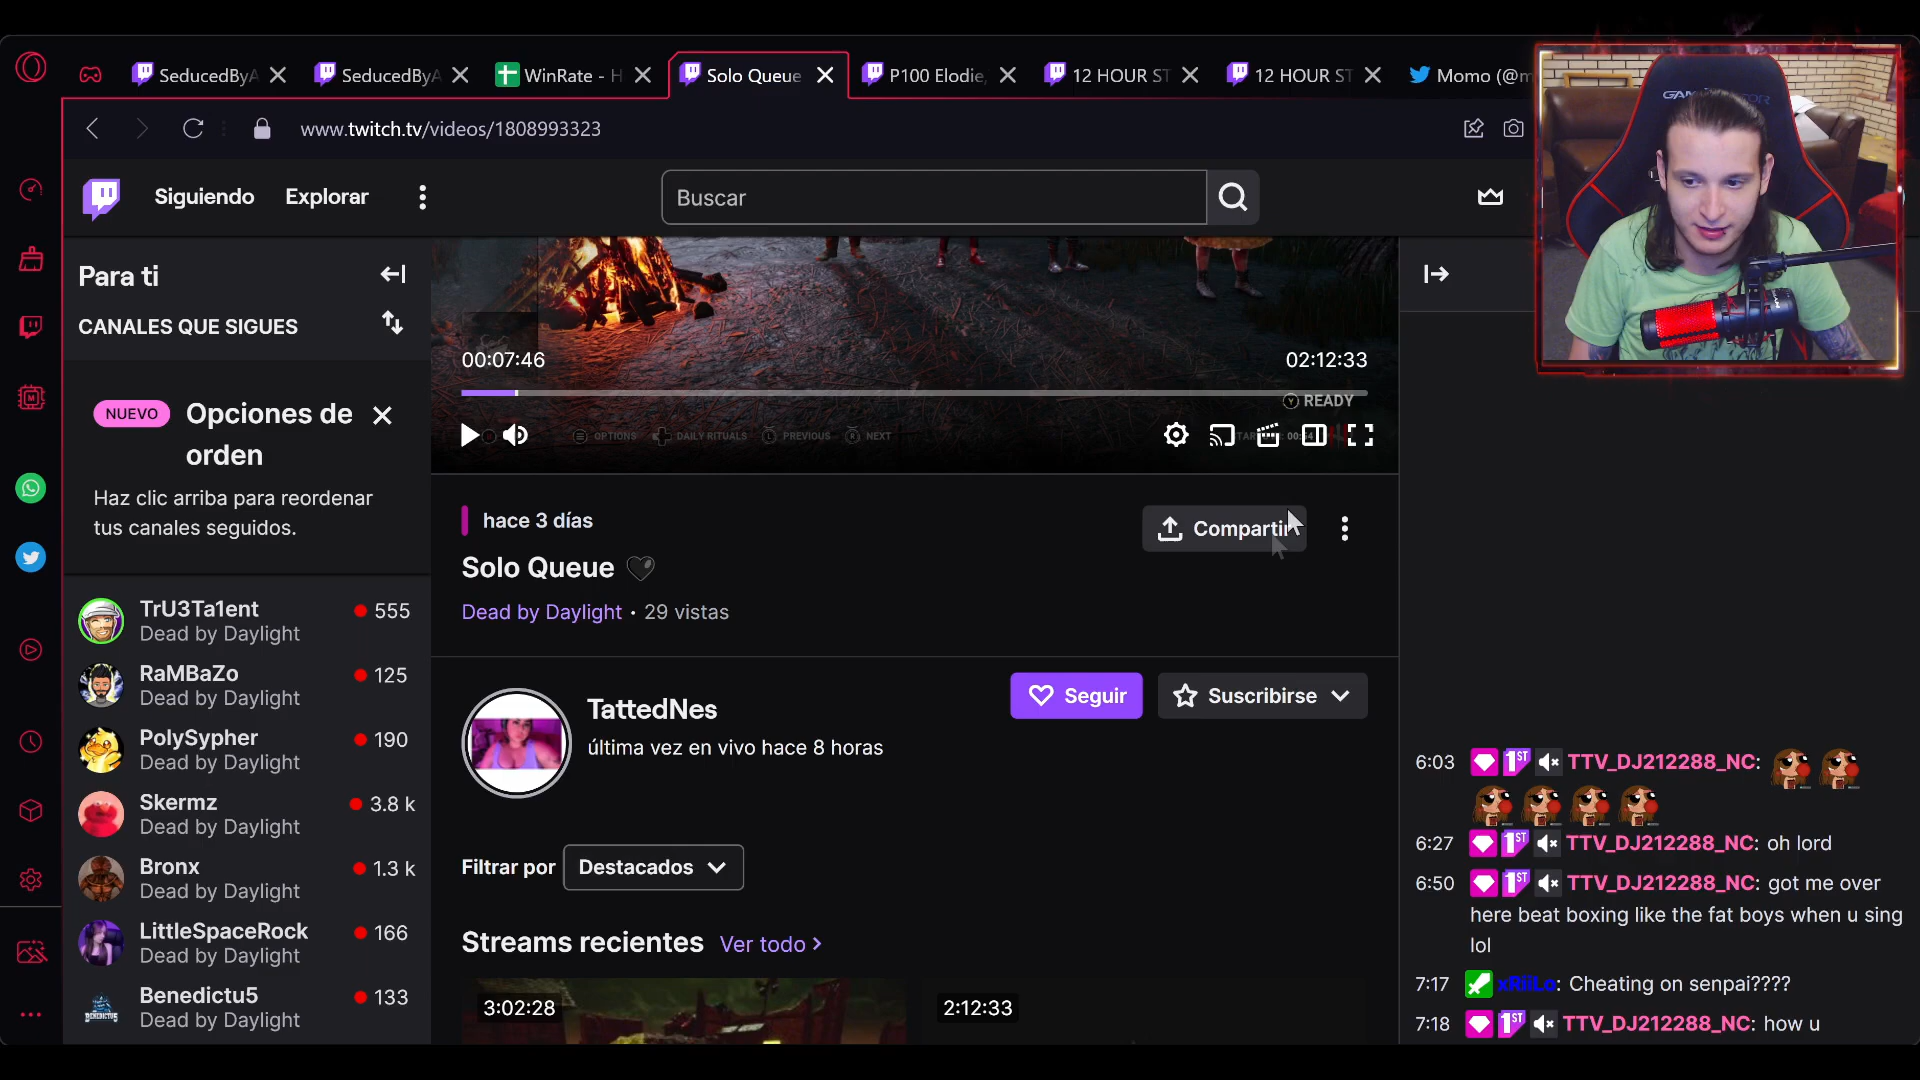 SeducedByA
SeducedByA
WinRate - H
Solo Queue
P100 Elodie,
12 HOUR ST
12 HOUR ST
Momo (@m
www.twitch.tv/videos/1808993323
Siguiendo
Explorar
Buscar
Para ti
CANALES QUE SIGUES
NUEVO
Opciones de
orden
Haz clic arriba para reordenar
tus canales seguidos.
TrU3Ta1ent 555
Dead by Daylight
RaMBaZo 125
Dead by Daylight
PolySypher 190
Dead by Daylight
Skermz 3.8 k
Dead by Daylight
Bronx 1.3 k
Dead by Daylight
LittleSpaceRock 166
Dead by Daylight
Benedictu5 133
Dead by Daylight
00:07:46
02:12:33
READY
OPTIONS
DAILY RITUALS
PREVIOUS
NEXT
hace 3 días
Compartir
Solo Queue
Dead by Daylight • 29 vistas
TattedNes
última vez en vivo hace 8 horas
Seguir
Suscribirse
Filtrar por
Destacados
Streams recientes
Ver todo
3:02:28
2:12:33
6:03 1ST TTV_DJ212288_NC:
6:27 1ST TTV_DJ212288_NC: oh lord
6:50 1ST TTV_DJ212288_NC: got me over
here beat boxing like the fat boys when u sing
lol
7:17 xRiiLo: Cheating on senpai????
7:18 1ST TTV_DJ212288_NC: how u